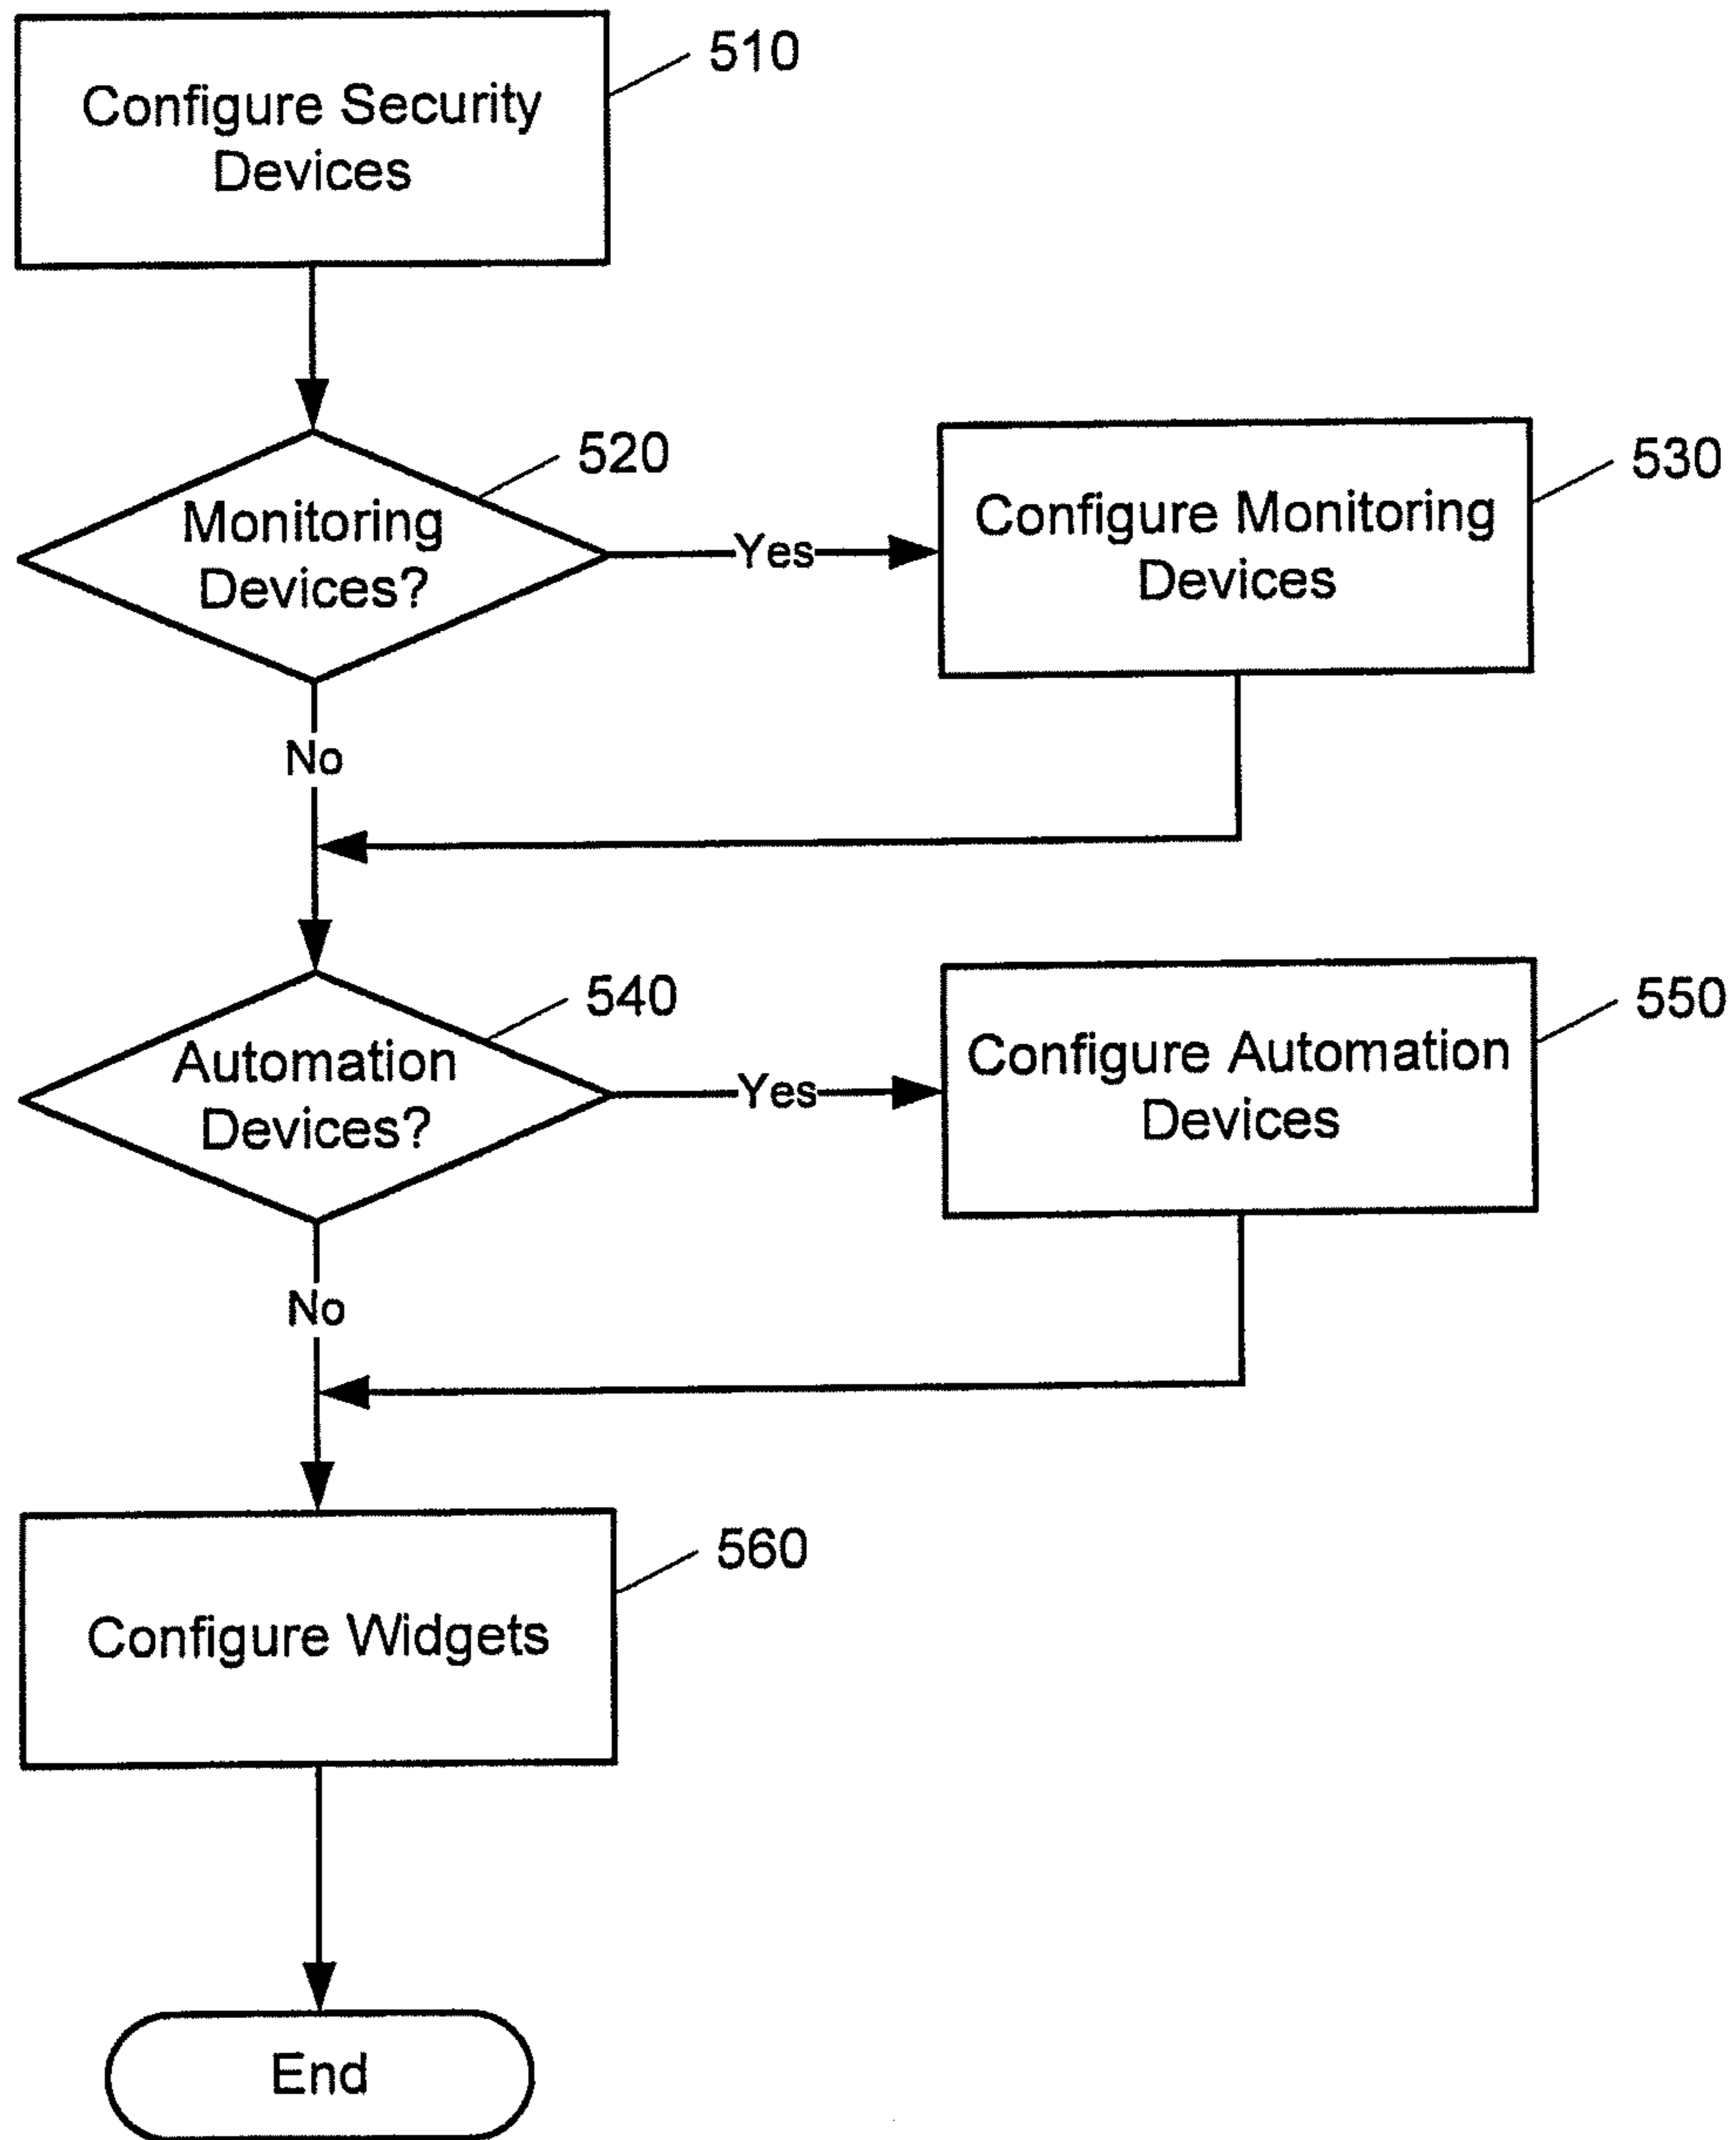 Configure Security
Devices
510
Monitoring
Devices?
520
Yes
Configure Monitoring
Devices
530
No
Automation
Devices?
540
Yes
Configure Automation
Devices
550
No
Configure Widgets
560
End